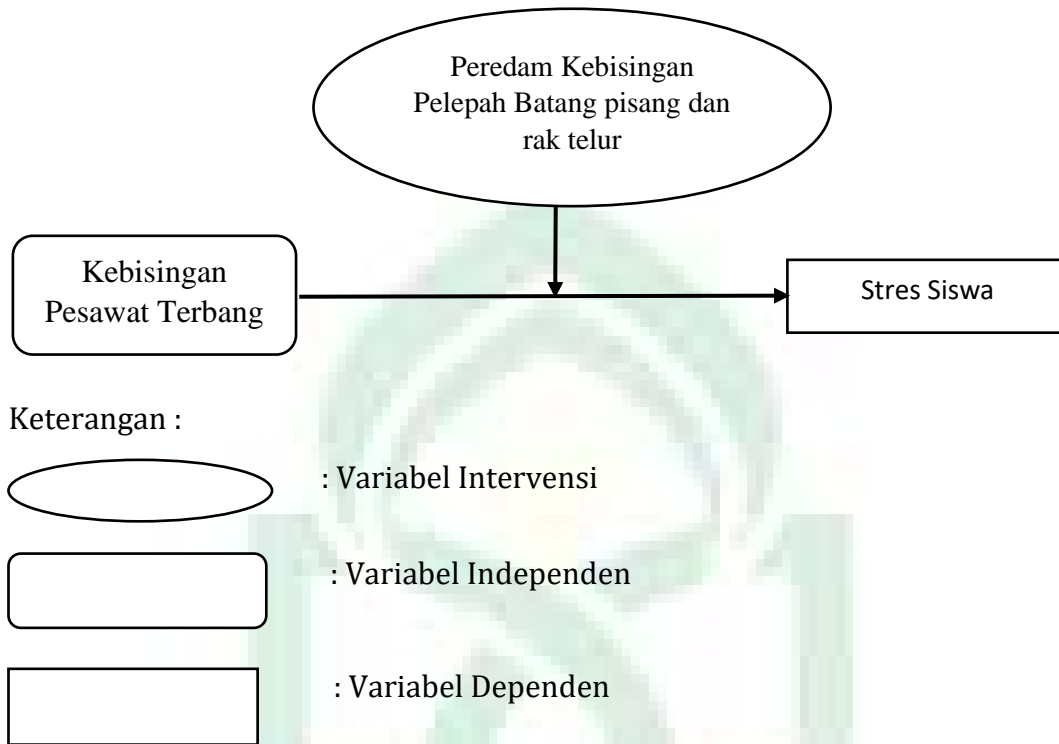 Peredam Kebisingan
Pelepah Batang pisang dan
rak telur
Kebisingan
Pesawat Terbang
Stres Siswa
Keterangan :
: Variabel Intervensi
: Variabel Independen
: Variabel Dependen